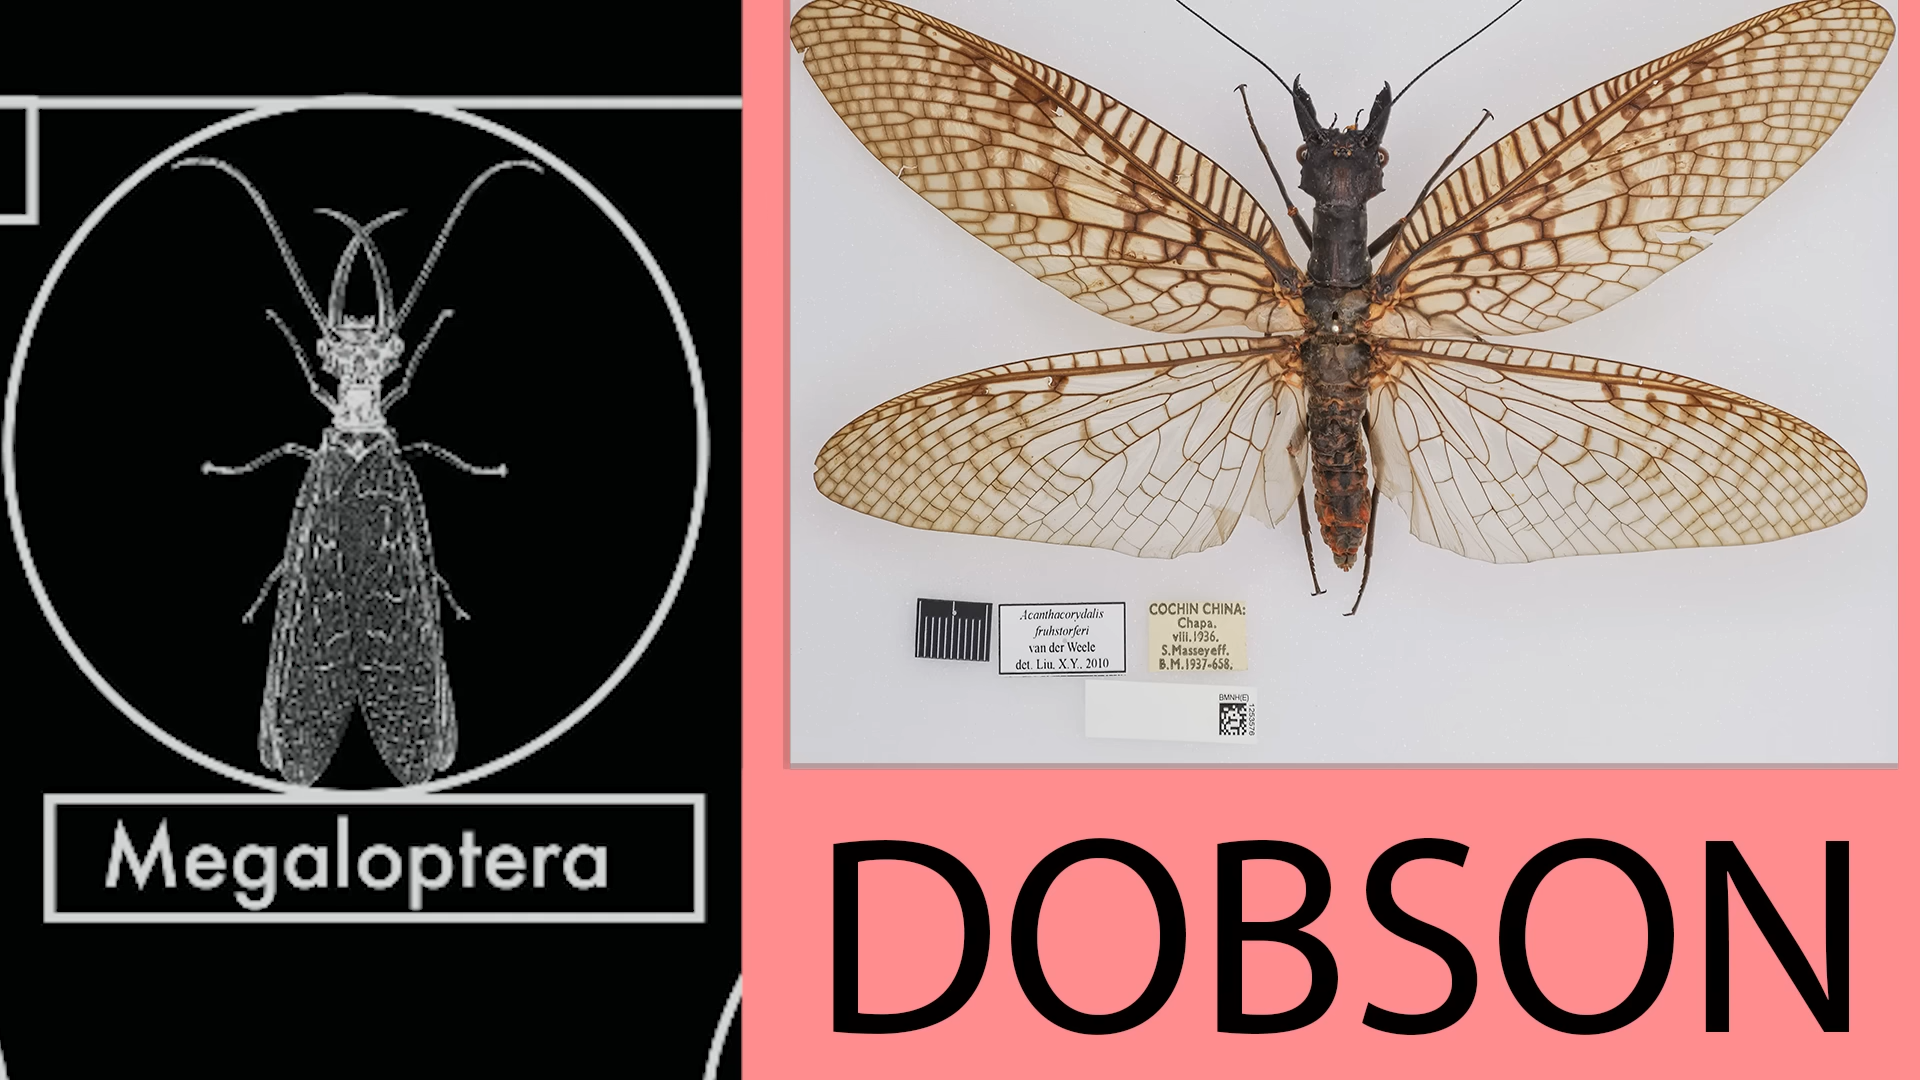 Megaloptera
Acanthacorydalis
fruhstorferi
van der Weele
det. Liu, X.Y., 2010
COCHIN CHINA:
Chapa.
viii.1936.
S.Masseyeff.
B.M.1937-658.
BMNH(E)
1253576
DOBSON